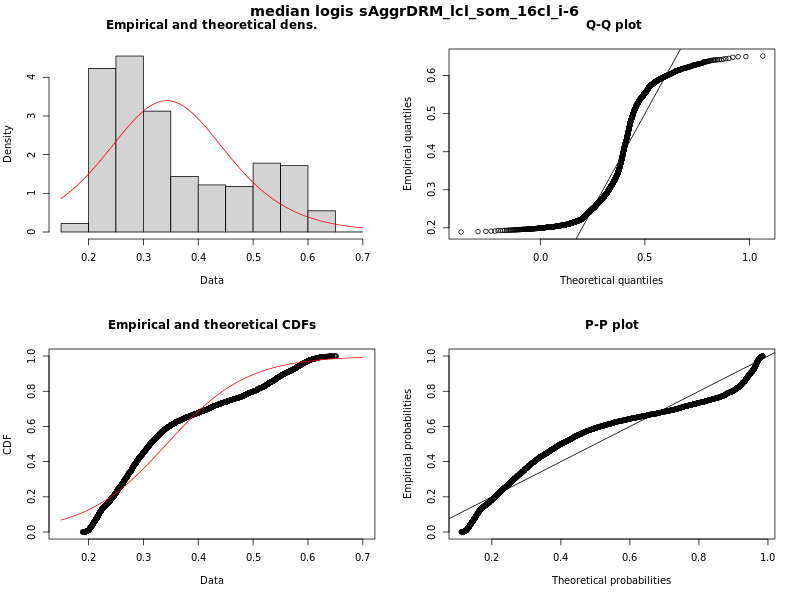 median logis sAggrDRM_lcl_som_16cl_i-6
Empirical and theoretical dens.
Density
0 1 2 3 4
0.2 0.3 0.4 0.5 0.6 0.7
Data
Q-Q plot
Empirical quantiles
0.2 0.3 0.4 0.5 0.6
0.0 0.5 1.0
Theoretical quantiles
Empirical and theoretical CDFs
CDF
0.0 0.2 0.4 0.6 0.8 1.0
0.2 0.3 0.4 0.5 0.6 0.7
Data
P-P plot
Empirical probabilities
0.0 0.2 0.4 0.6 0.8 1.0
0.2 0.4 0.6 0.8 1.0
Theoretical probabilities